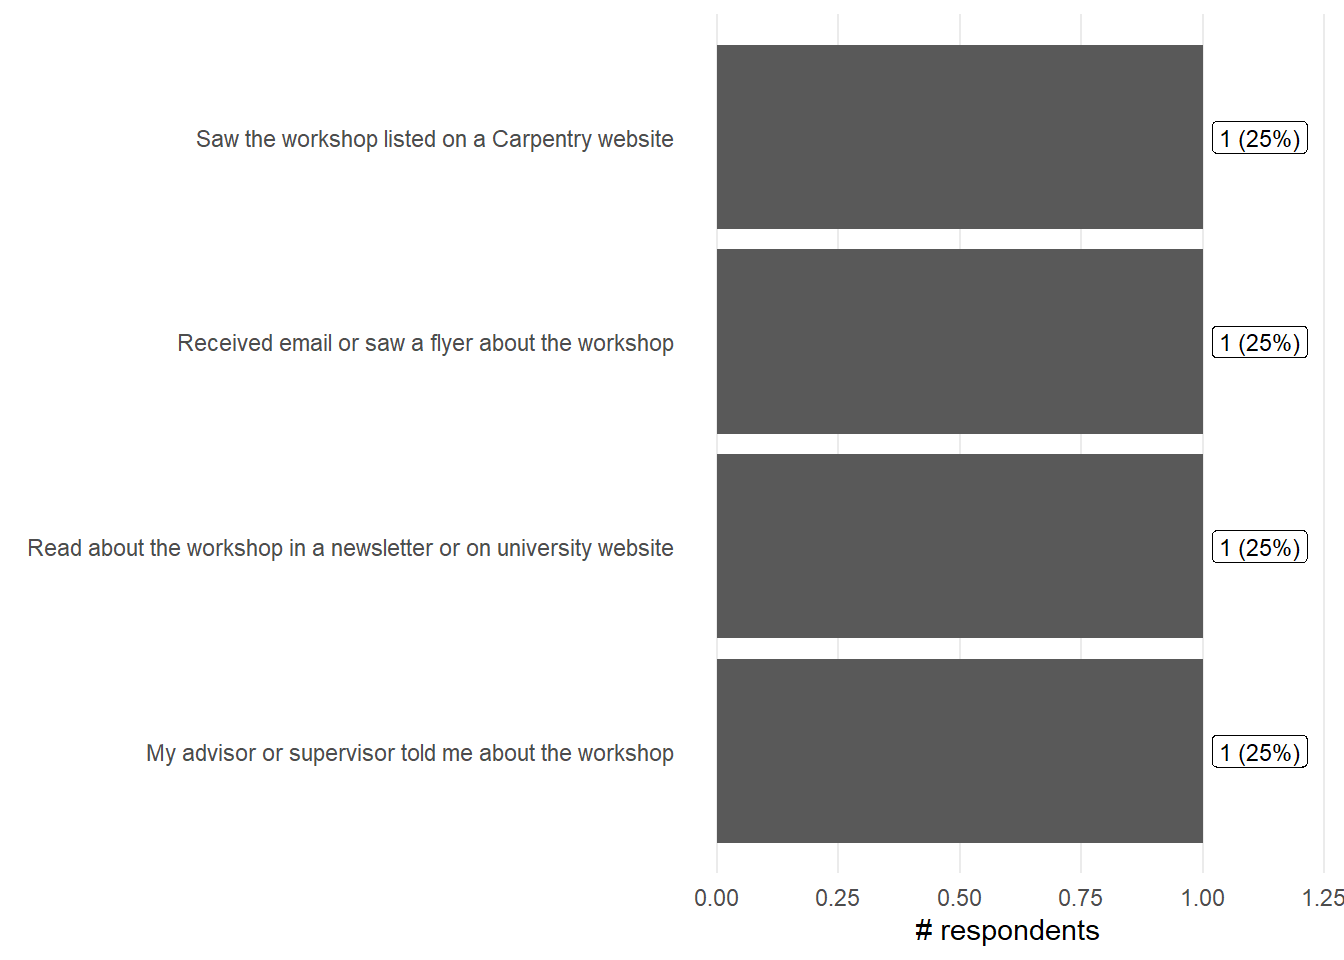 Saw the workshop listed on a Carpentry website
1 (25%)
Received email or saw a flyer about the workshop
1 (25%)
Read about the workshop in a newsletter or on university website
1 (25%)
My advisor or supervisor told me about the workshop
1 (25%)
0.00 0.25 0.50 0.75 1.00 1.25
# respondents